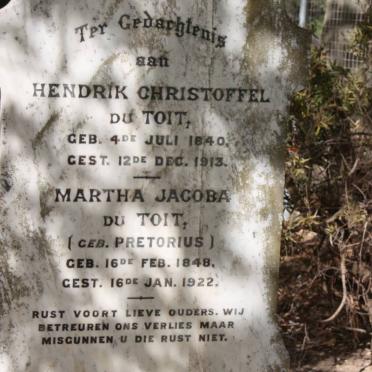 Ter Gedachtenis
aan
HENDRIK CHRISTOFFEL
DU TOIT,
GEB. 4DE JULI 1840,
GEST. 12DE DEC. 1913.
MARTHA JACOBA
DU TOIT,
(GEB. PRETORIUS)
GEB. 16DE FEB. 1848,
GEST. 16DE JAN. 1922.
RUST VOORT LIEVE OUDERS. WIJ
BETREUREN ONS VERLIES MAAR
MISGUNNEN U DIE RUST NIET.